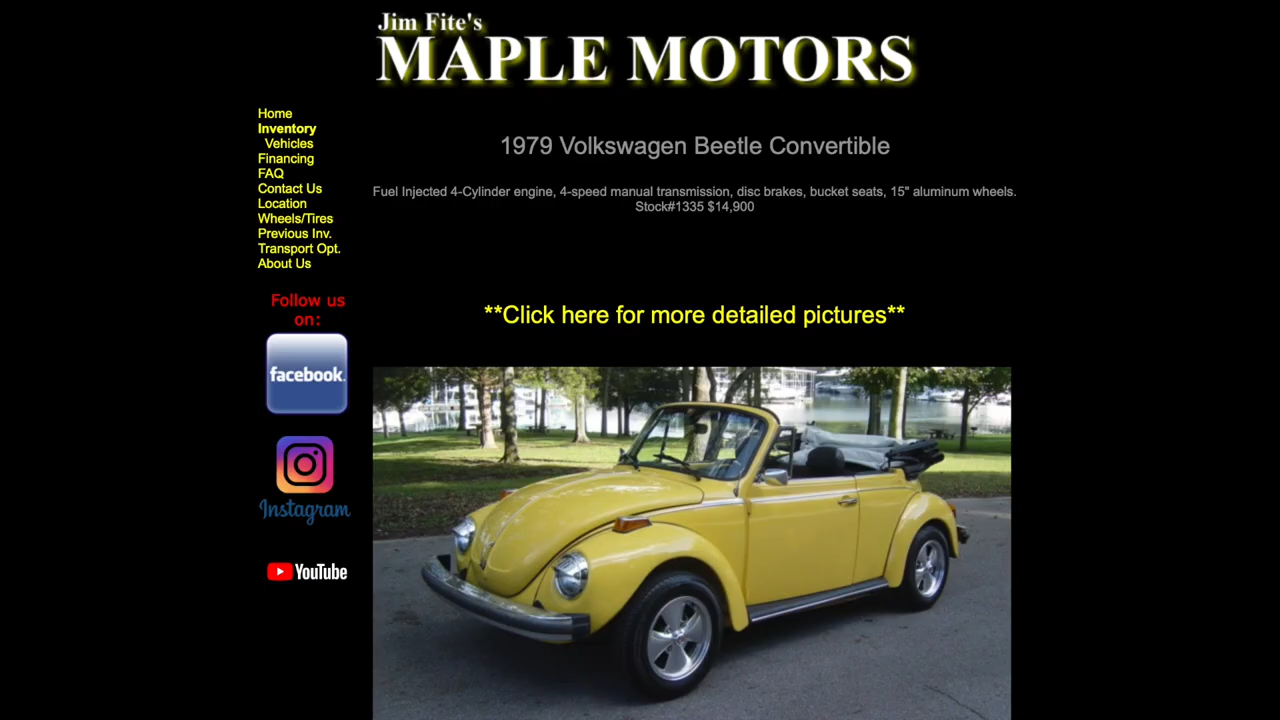 Jim Fite's
MAPLE MOTORS
Home
Inventory
Vehicles
Financing
FAQ
Contact Us
Location
Wheels/Tires
Previous Inv.
Transport Opt.
About Us
Follow us
on:
facebook.
Instagram
YouTube
1979 Volkswagen Beetle Convertible
Fuel Injected 4-Cylinder engine, 4-speed manual transmission, disc brakes, bucket seats, 15" aluminum wheels.
Stock#1335 $14,900
**Click here for more detailed pictures**